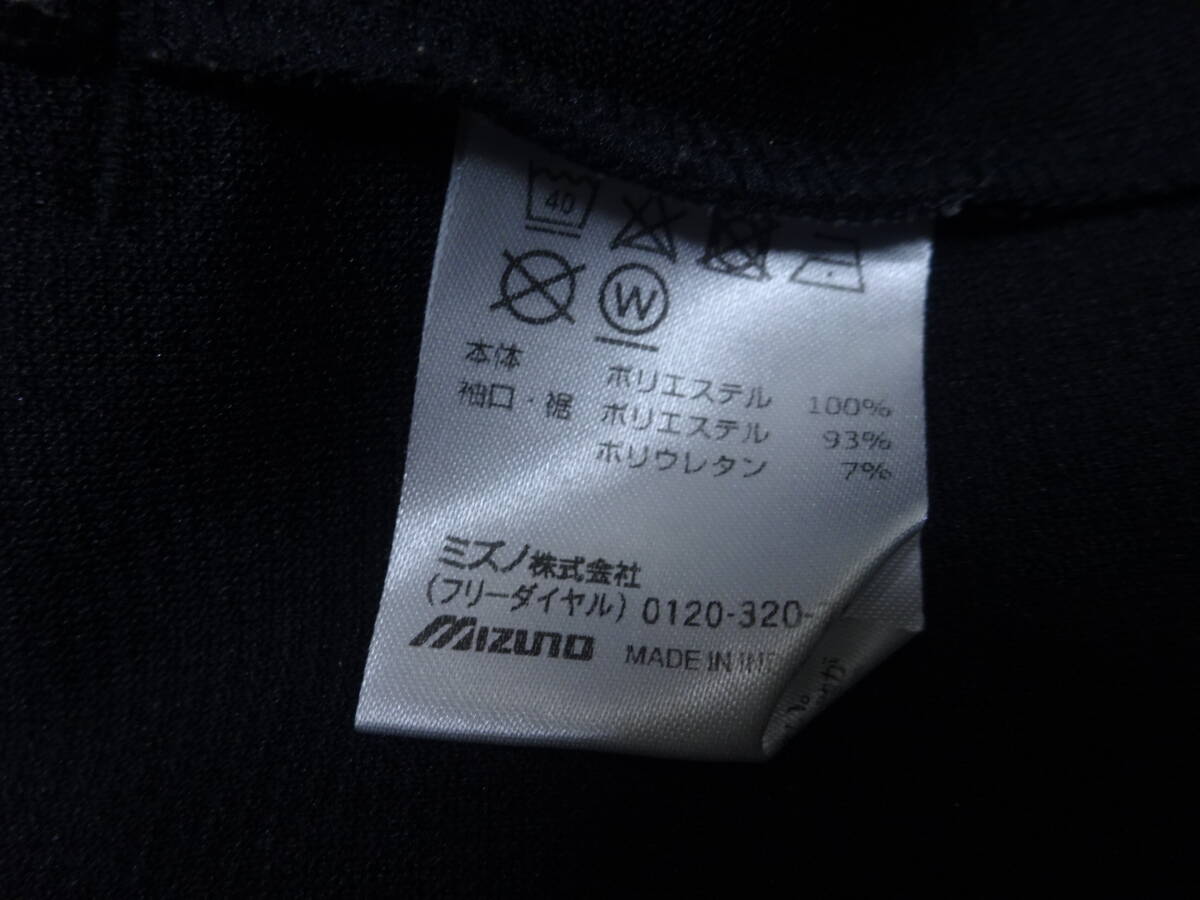 40
W
本体 ポリエステル 100%
袖口・裾 ポリエステル 93%
ポリウレタン 7%
ミズノ株式会社
(フリーダイヤル) 0120-320-
MIZUNO MADE IN